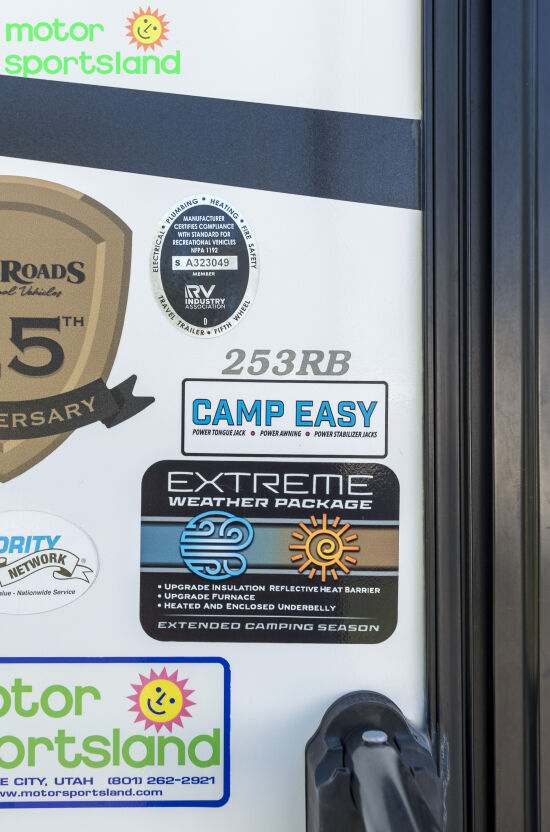 motor
sportsland
ROADS
5TH
ERSARY
ELECTRICAL • PLUMBING • HEATING • FIRE SAFETY
MANUFACTURER
CERTIFIES COMPLIANCE
WITH STANDARD FOR
RECREATIONAL VEHICLES
NFPA 1192
S A323049
MEMBER
RV
INDUSTRY
ASSOCIATION
D
TRAVEL TRAILER • FIFTH WHEEL
253RB
CAMP EASY
POWER TONGUE JACK • POWER AWNING • POWER STABILIZER JACKS
EXTREME
WEATHER PACKAGE
• UPGRADE INSULATION REFLECTIVE HEAT BARRIER
• UPGRADE FURNACE
• HEATED AND ENCLOSED UNDERBELLY
EXTENDED CAMPING SEASON
ORITY
NETWORK®
alue - Nationwide Service
otor
ortsland
E CITY, UTAH (801) 262-2921
ww.motorsportsland.com